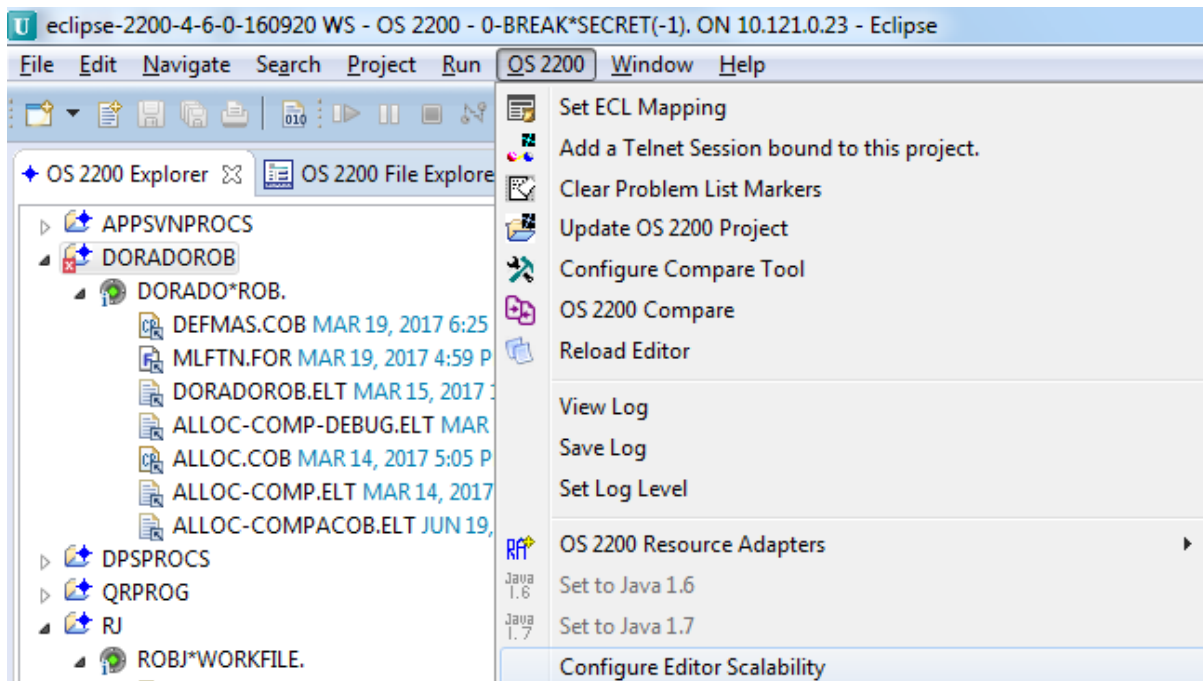 eclipse-2200-4-6-0-160920 WS - OS 2200 - 0-BREAK*SECRET(-1). ON 10.121.0.23 - Eclipse
File Edit Navigate Search Project Run OS 2200 Window Help
OS 2200 Explorer OS 2200 File Explore
APPSVNPROCS
DORADOROB
DORADO*ROB.
DEFMAS.COB MAR 19, 2017 6:25
MLFTN.FOR MAR 19, 2017 4:59 P
DORADOROB.ELT MAR 15, 2017 1
ALLOC-COMP-DEBUG.ELT MAR
ALLOC.COB MAR 14, 2017 5:05 P
ALLOC-COMP.ELT MAR 14, 2017
ALLOC-COMPACOB.ELT JUN 19,
DPSPROCS
QRPROG
RJ
ROBJ*WORKFILE.
Set ECL Mapping
Add a Telnet Session bound to this project.
Clear Problem List Markers
Update OS 2200 Project
Configure Compare Tool
OS 2200 Compare
Reload Editor
View Log
Save Log
Set Log Level
RA OS 2200 Resource Adapters
Java 1.6 Set to Java 1.6
Java 1.7 Set to Java 1.7
Configure Editor Scalability